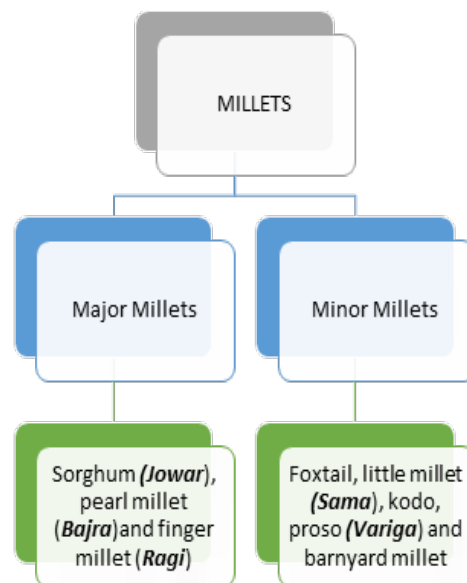 MILLETS
Major Millets
Minor Millets
Sorghum (Jowar),
pearl millet
(Bajra)and finger
millet (Ragi)
Foxtail, little millet
(Sama), kodo,
proso (Variga) and
barnyard millet